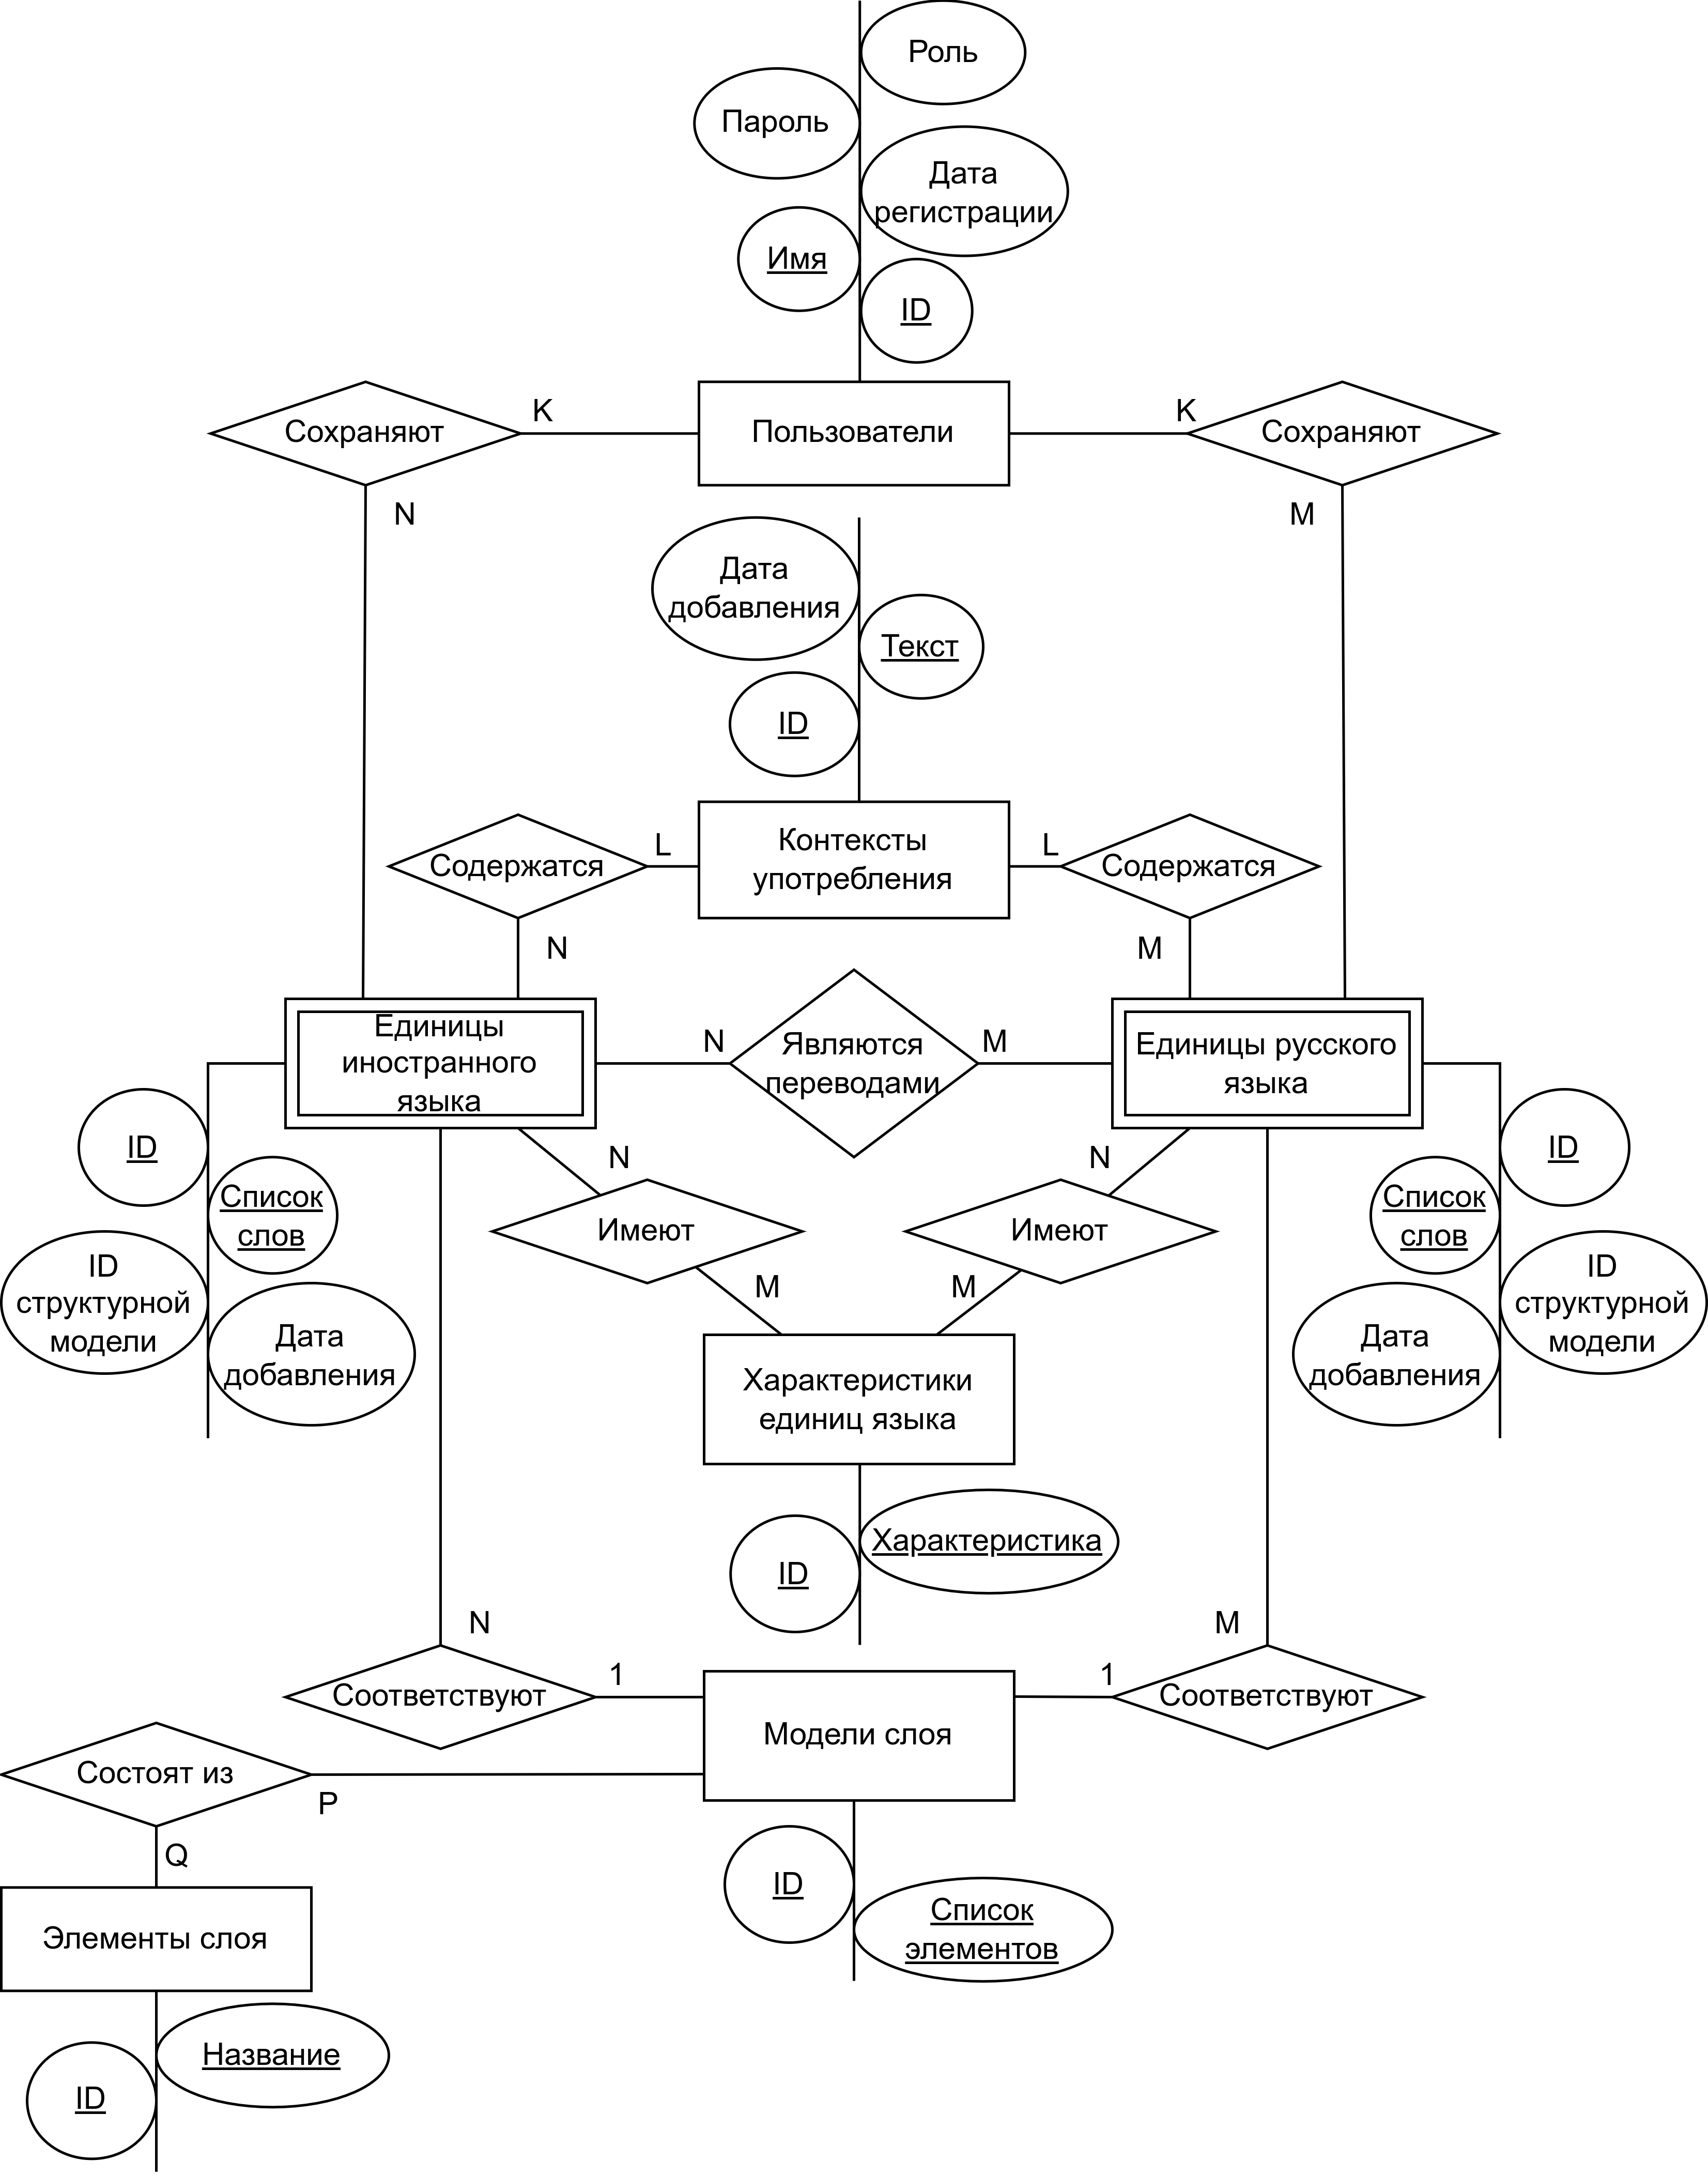 Роль
Пароль
Дата
регистрации
Имя
ID
Сохраняют
K
Пользователи
K
Сохраняют
N
M
Дата
добавления
Текст
ID
Содержатся
L
Контексты
употребления
L
Содержатся
N
M
Единицы
иностранного
языка
N
Являются
переводами
M
Единицы русского
языка
ID
Список
слов
ID
структурной
модели
Дата
добавления
N
Имеют
M
N
Имеют
M
ID
Список
слов
ID
структурной
модели
Дата
добавления
Характеристики
единиц языка
Характеристика
ID
N
Соответствуют
1
Модели слоя
1
M
Соответствуют
Состоят из
P
Q
ID
Список
элементов
Элементы слоя
Название
ID